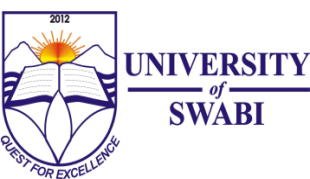 2012
UNIVERSITY
of
SWABI
QUEST FOR EXCELLENCE